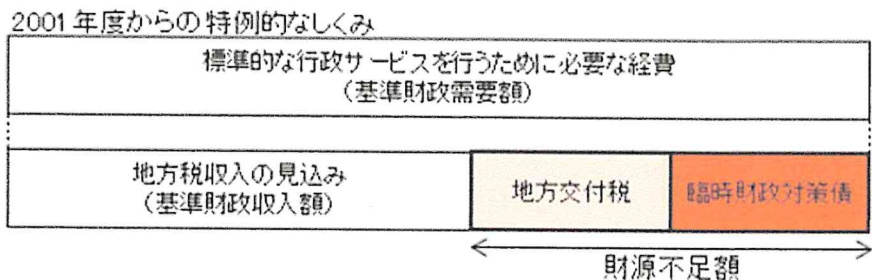 2001年度からの特例的なしくみ
標準的な行政サービスを行うために必要な経費
(基準財政需要額)
地方税収入の見込み
(基準財政収入額)
地方交付税
臨時財政対策債
財源不足額